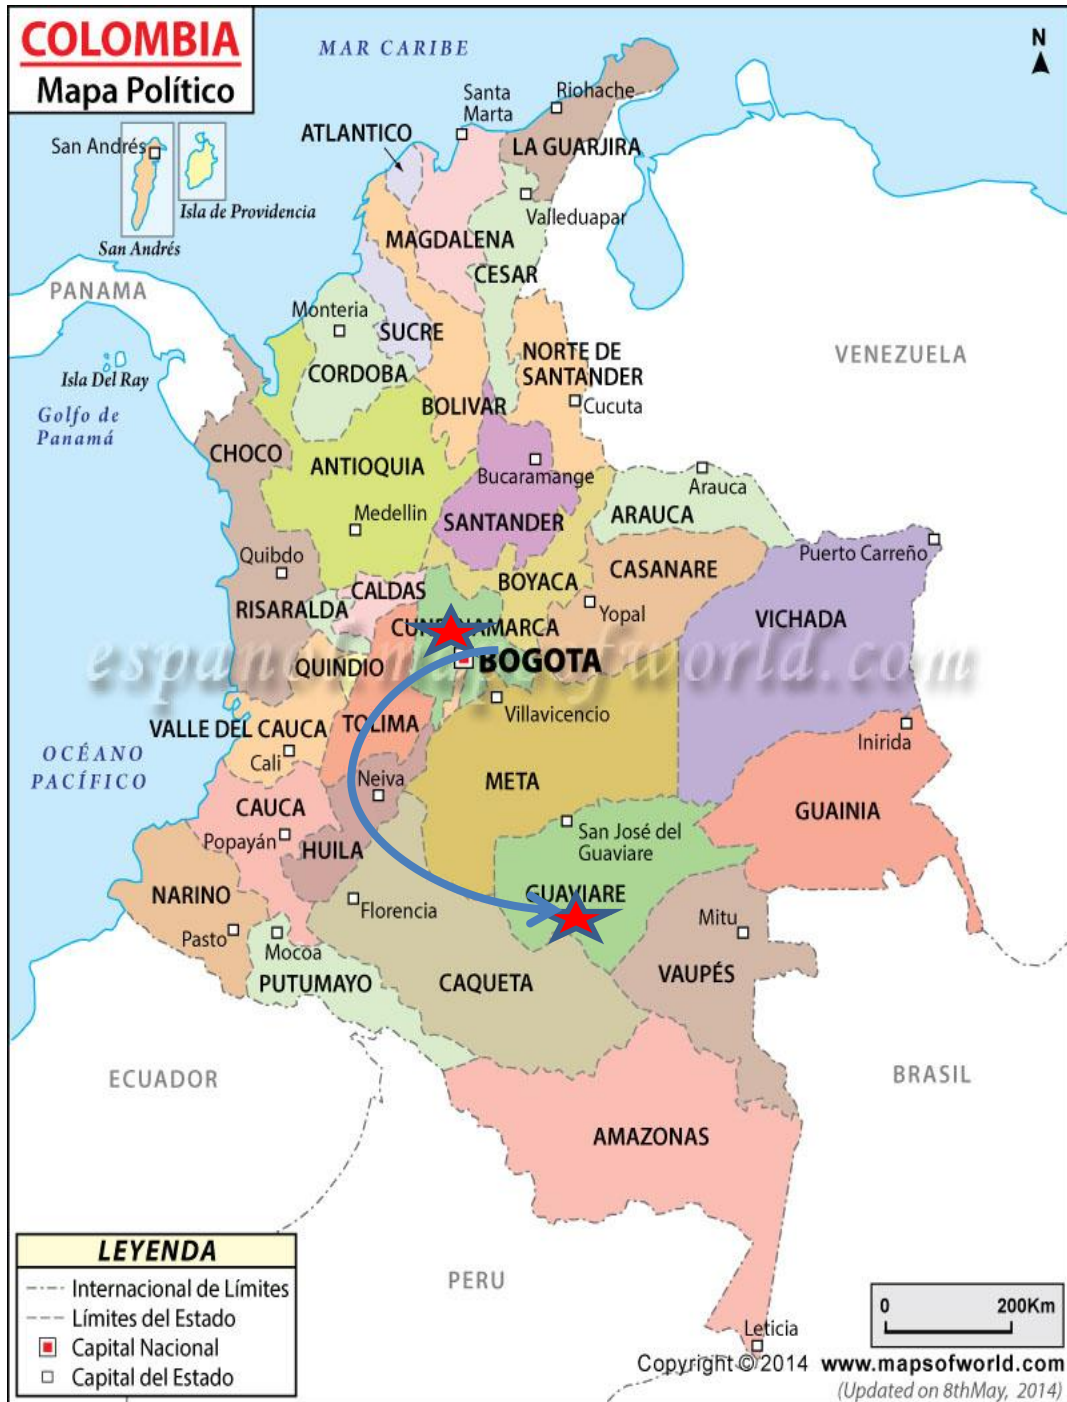 COLOMBIA
Mapa Político
MAR CARIBE
N
Santa
Marta
Riohache
ATLANTICO
LA GUARJIRA
San Andrés
Isla de Providencia
San Andrés
Valleduapar
MAGDALENA
CESAR
PANAMA
Monteria
SUCRE
NORTE DE
SANTANDER
VENEZUELA
Isla Del Ray
CORDOBA
BOLIVAR
Cucuta
Golfo de
Panamá
CHOCO
ANTIOQUIA
Bucaramange
Arauca
Medellin
SANTANDER
ARAUCA
Puerto Carreño
Quibdo
CASANARE
BOYACA
CALDAS
RISARALDA
Yopal
VICHADA
espanol.mapsofworld.com
BOGOTA
QUINDIO
Villavicencio
VALLE DEL CAUCA
TOLIMA
Inirida
OCÉANO
PACÍFICO
Cali
Neiva
META
CAUCA
GUAINIA
Popayán
San José del
Guaviare
HUILA
NARINO
Florencia
GUAVIARE
Mitu
Pasto
Mocoa
PUTUMAYO
CAQUETA
VAUPÉS
ECUADOR
BRASIL
AMAZONAS
LEYENDA
Internacional de Límites
Límites del Estado
Capital Nacional
Capital del Estado
PERU
0 200Km
Leticia
Copyright © 2014 www.mapsofworld.com
(Updated on 8thMay, 2014)